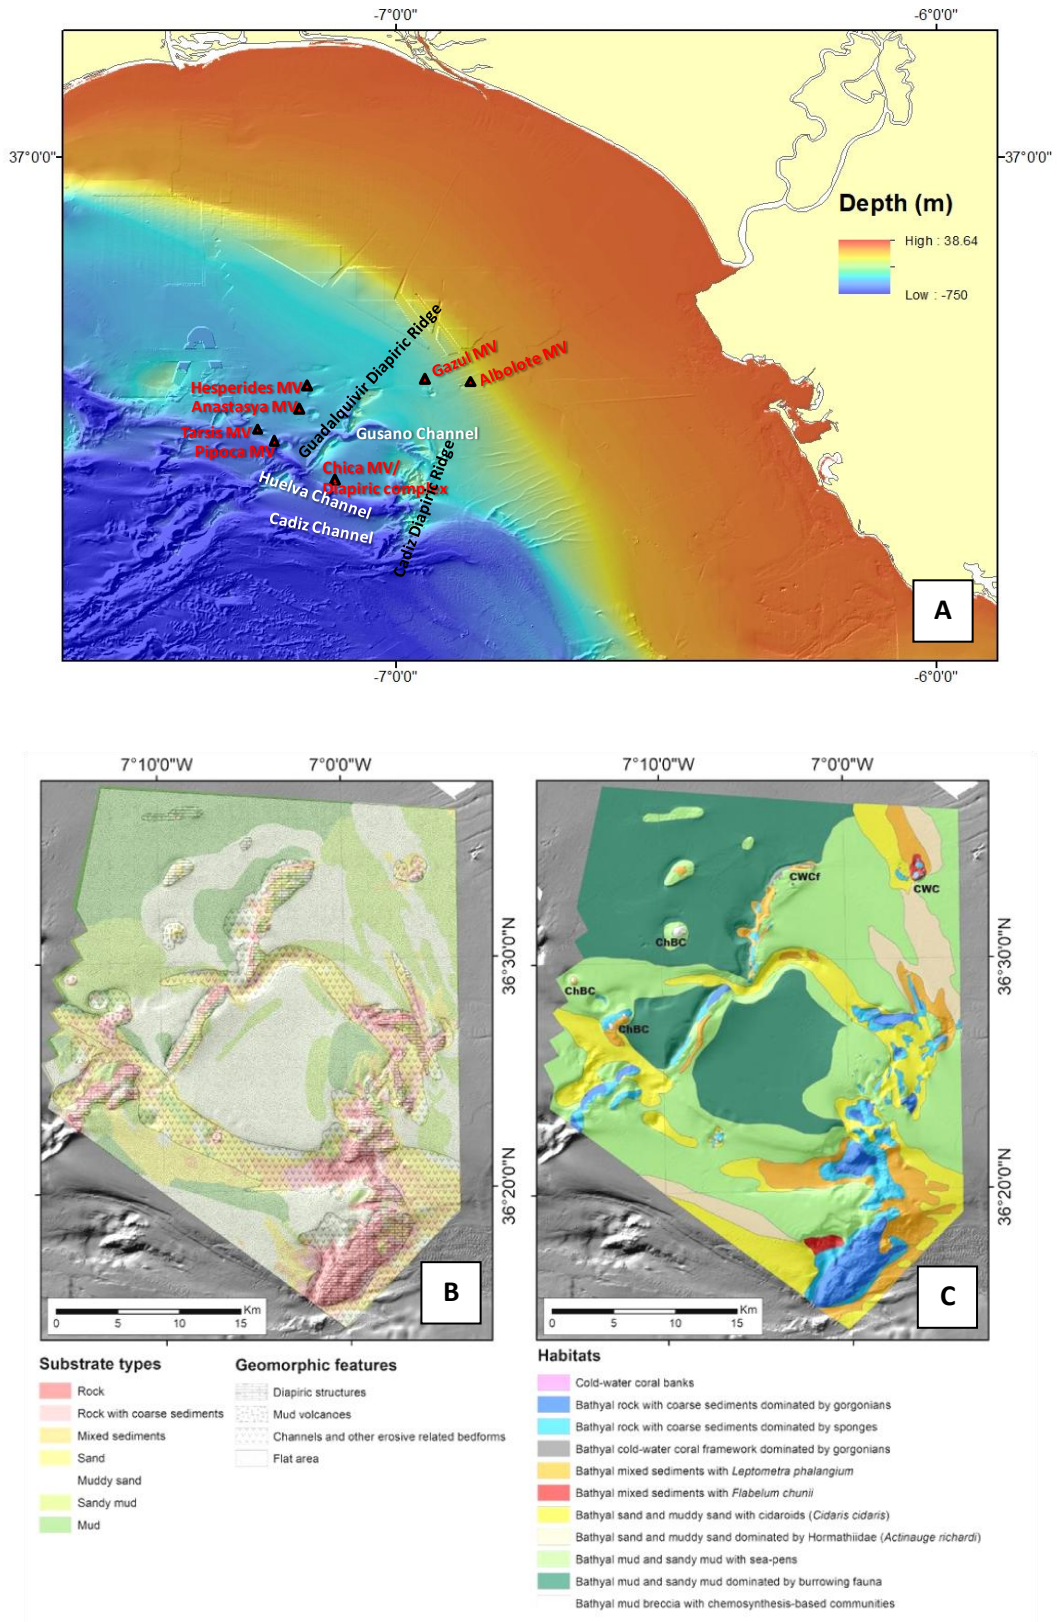 -7°0'0"
-6°0'0"
37°0'0"
37°0'0"
Depth (m)
High : 38.64
Low : -750
Guadalquivir Diapiric Ridge
Gazul MV
Albolote MV
Hesperides MV
Anastasya MV
Tarsis MV
Pipoca MV
Gusano Channel
Chica MV/
Diapiric complex
Huelva Channel
Cadiz Channel
Cadiz Diapiric Ridge
A
-7°0'0"
-6°0'0"
7°10'0"W
7°0'0"W
36°30'0"N
36°20'0"N
B
0 5 10 15 Km
7°10'0"W
7°0'0"W
CWCf
CWC
ChBC
ChBC
ChBC
36°30'0"N
36°20'0"N
C
0 5 10 15 Km
Substrate types
Rock
Rock with coarse sediments
Mixed sediments
Sand
Muddy sand
Sandy mud
Mud
Geomorphic features
Diapiric structures
Mud volcanoes
Channels and other erosive related bedforms
Flat area
Habitats
Cold-water coral banks
Bathyal rock with coarse sediments dominated by gorgonians
Bathyal rock with coarse sediments dominated by sponges
Bathyal cold-water coral framework dominated by gorgonians
Bathyal mixed sediments with Leptometra phalangium
Bathyal mixed sediments with Flabelum chunii
Bathyal sand and muddy sand with cidaroids (Cidaris cidaris)
Bathyal sand and muddy sand dominated by Hormathiidae (Actinauge richardi)
Bathyal mud and sandy mud with sea-pens
Bathyal mud and sandy mud dominated by burrowing fauna
Bathyal mud breccia with chemosynthesis-based communities